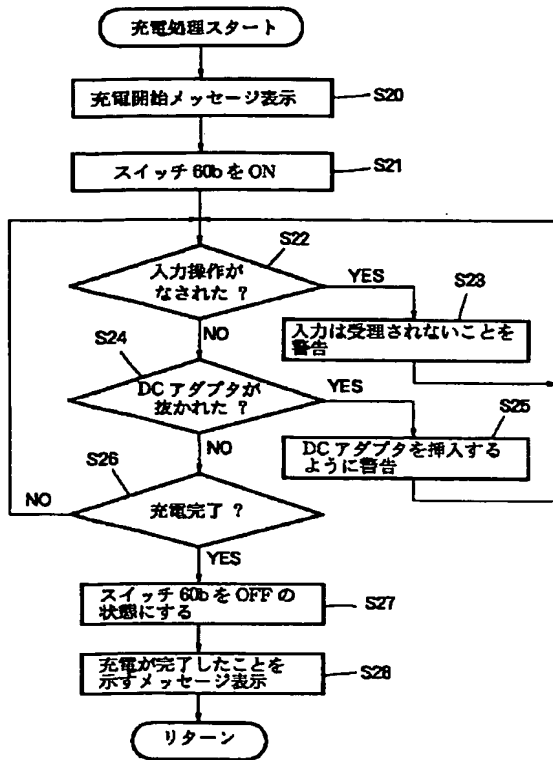 充電処理スタート
充電開始メッセージ表示
S20
スイッチ 60b を ON
S21
S22
入力操作が
なされた ?
YES
NO
S23
入力は受理されないことを
警告
S24
DC アダプタが
抜かれた ?
YES
NO
S25
DC アダプタを挿入する
ように警告
S26
充電完了 ?
NO
YES
スイッチ 60b を OFF の
状態にする
S27
充電が完了したことを
示すメッセージ表示
S28
リターン